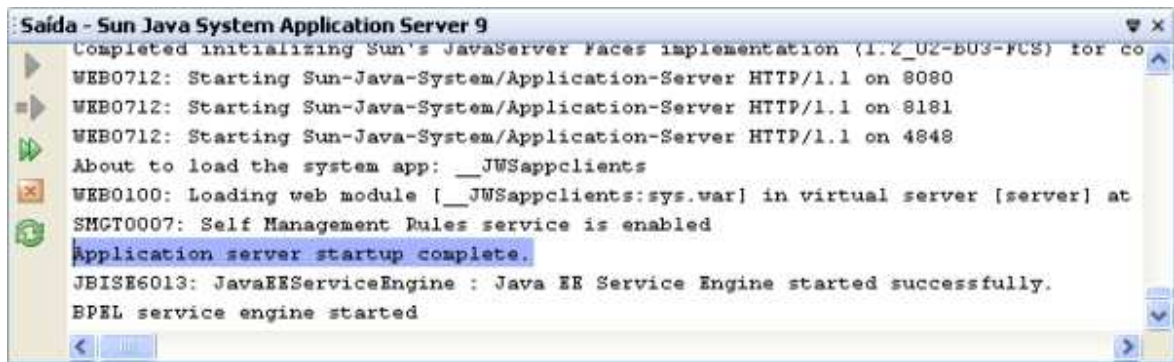 Saída - Sun Java System Application Server 9
Completed initializing Sun's JavaServer Faces implementation (1.2_02-b03-FCS) for co
WEB0712: Starting Sun-Java-System/Application-Server HTTP/1.1 on 8080
WEB0712: Starting Sun-Java-System/Application-Server HTTP/1.1 on 8181
WEB0712: Starting Sun-Java-System/Application-Server HTTP/1.1 on 4848
About to load the system app: __JWSappclients
WEB0100: Loading web module [__JWSappclients:sys.war] in virtual server [server] at
SMGT0007: Self Management Rules service is enabled
Application server startup complete.
JBISE6013: JavaEEServiceEngine : Java EE Service Engine started successfully.
BPEL service engine started